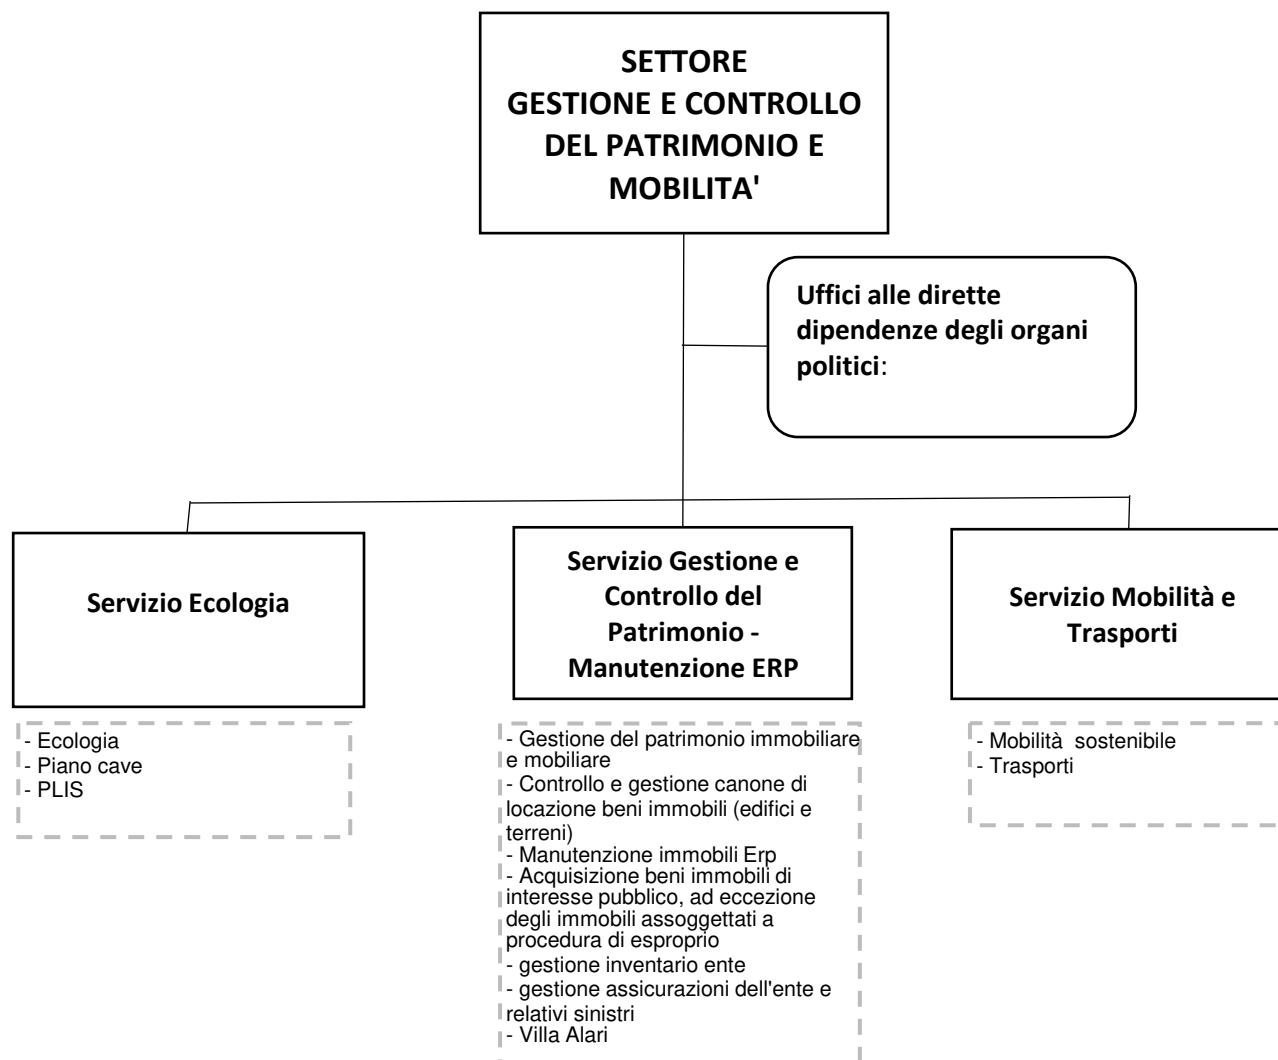 SETTORE
GESTIONE E CONTROLLO
DEL PATRIMONIO E
MOBILITA'
Uffici alle dirette
dipendenze degli organi
politici:
Servizio Ecologia
Servizio Gestione e
Controllo del
Patrimonio -
Manutenzione ERP
Servizio Mobilità e
Trasporti
- Ecologia
- Piano cave
- PLIS
- Gestione del patrimonio immobiliare
e mobiliare
- Controllo e gestione canone di
locazione beni immobili (edifici e
terreni)
- Manutenzione immobili Erp
- Acquisizione beni immobili di
interesse pubblico, ad eccezione
degli immobili assoggettati a
procedura di esproprio
- gestione inventario ente
- gestione assicurazioni dell'ente e
relativi sinistri
- Villa Alari
- Mobilità  sostenibile
- Trasporti